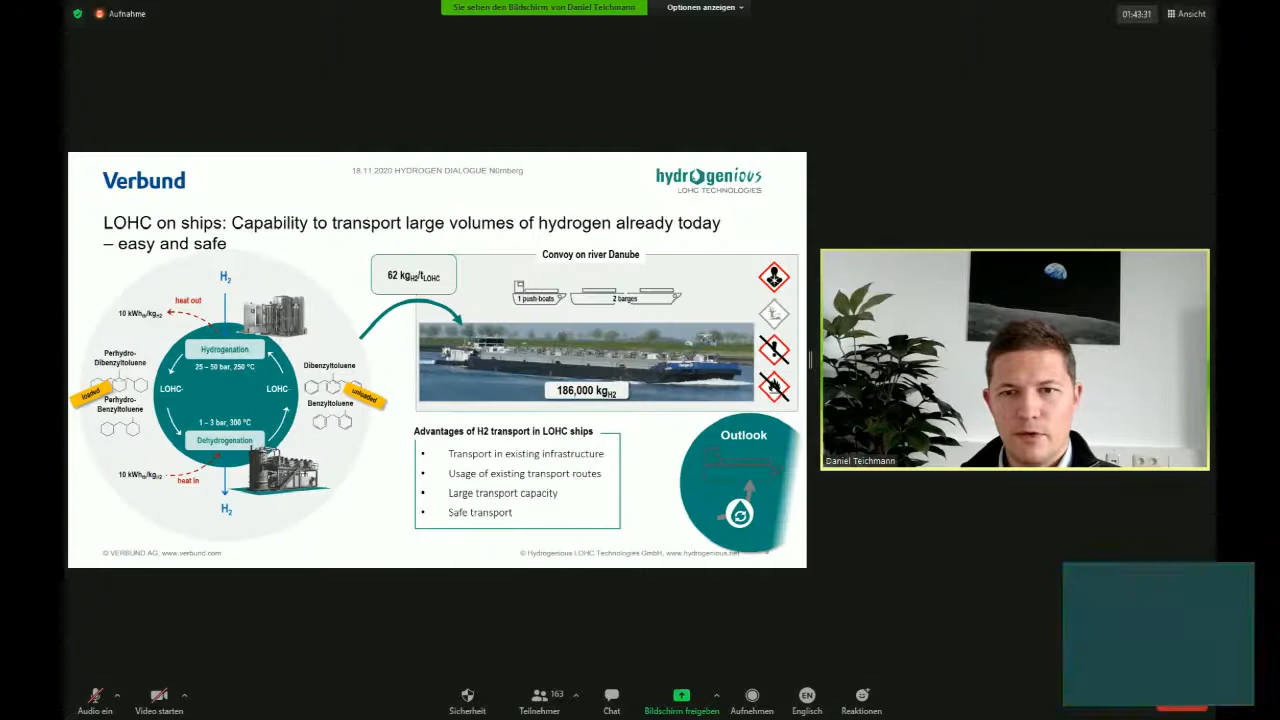 Aufnahme
Sie sehen den Bildschirm von Daniel Teichmann
Optionen anzeigen
01:43:31
Ansicht
Verbund
18.11.2020 HYDROGEN DIALOGUE Nürnberg
hydrogenious
LOHC TECHNOLOGIES
LOHC on ships: Capability to transport large volumes of hydrogen already today
– easy and safe
H2
heat out
10 kWhth/kgH2
Hydrogenation
25 – 50 bar, 250 °C
Perhydro-
Dibenzyltoluene
loaded
Perhydro-
Benzyltoluene
LOHC+
LOHC-
Dibenzyltoluene
unloaded
Benzyltoluene
1 – 3 bar, 300 °C
Dehydrogenation
10 kWhth/kgH2
heat in
H2
62 kgH2/tLOHC
Convoy on river Danube
1 push-boats
2 barges
186,000 kgH2
Advantages of H2 transport in LOHC ships
• Transport in existing infrastructure
• Usage of existing transport routes
• Large transport capacity
• Safe transport
Outlook
© VERBUND AG, www.verbund.com
© Hydrogenious LOHC Technologies GmbH, www.hydrogenious.net
Daniel Teichmann
Audio ein
Video starten
Sicherheit
163
Teilnehmer
Chat
Bildschirm freigeben
Aufnehmen
EN
Englisch
Reaktionen